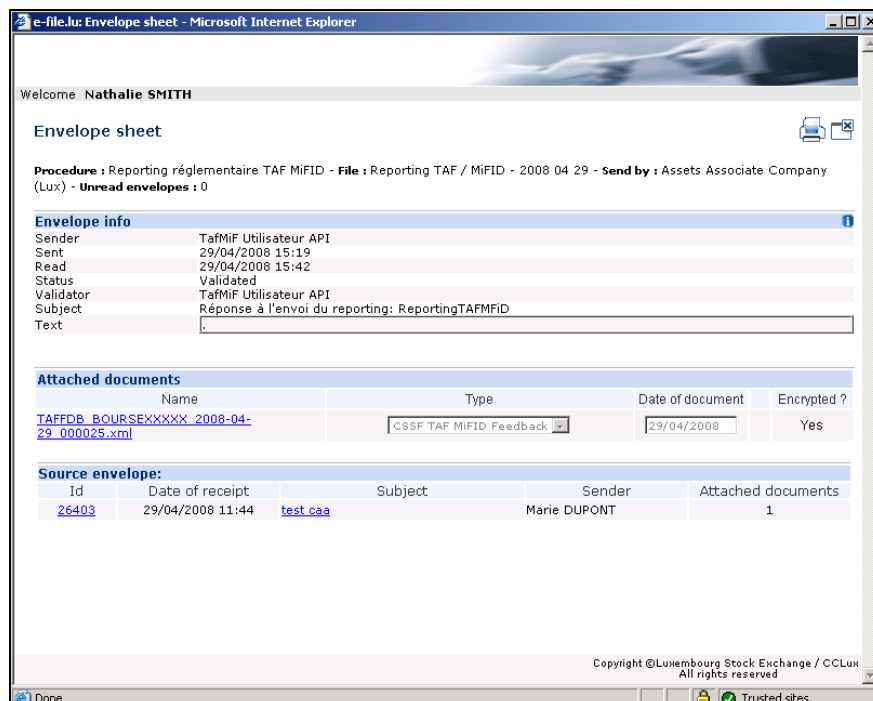 e-file.lu: Envelope sheet - Microsoft Internet Explorer
Welcome Nathalie SMITH
Envelope sheet
Procedure : Reporting réglementaire TAF MiFID - File : Reporting TAF / MiFID - 2008 04 29 - Send by : Assets Associate Company
(Lux) - Unread envelopes : 0
Envelope info
Sender TafMiF Utilisateur API
Sent 29/04/2008 15:19
Read 29/04/2008 15:42
Status Validated
Validator TafMiF Utilisateur API
Subject Réponse à l'envoi du reporting: ReportingTAFMFiD
Text .
Attached documents
Name Type Date of document Encrypted ?
TAFFDB_BOURSEXXXXX_2008-04-
29_000025.xml CSSF TAF MiFID Feedback 29/04/2008 Yes
Source envelope:
Id Date of receipt Subject Sender Attached documents
26403 29/04/2008 11:44 test caa Marie DUPONT 1
Copyright ©Luxembourg Stock Exchange / CCLux
All rights reserved
Done Trusted sites